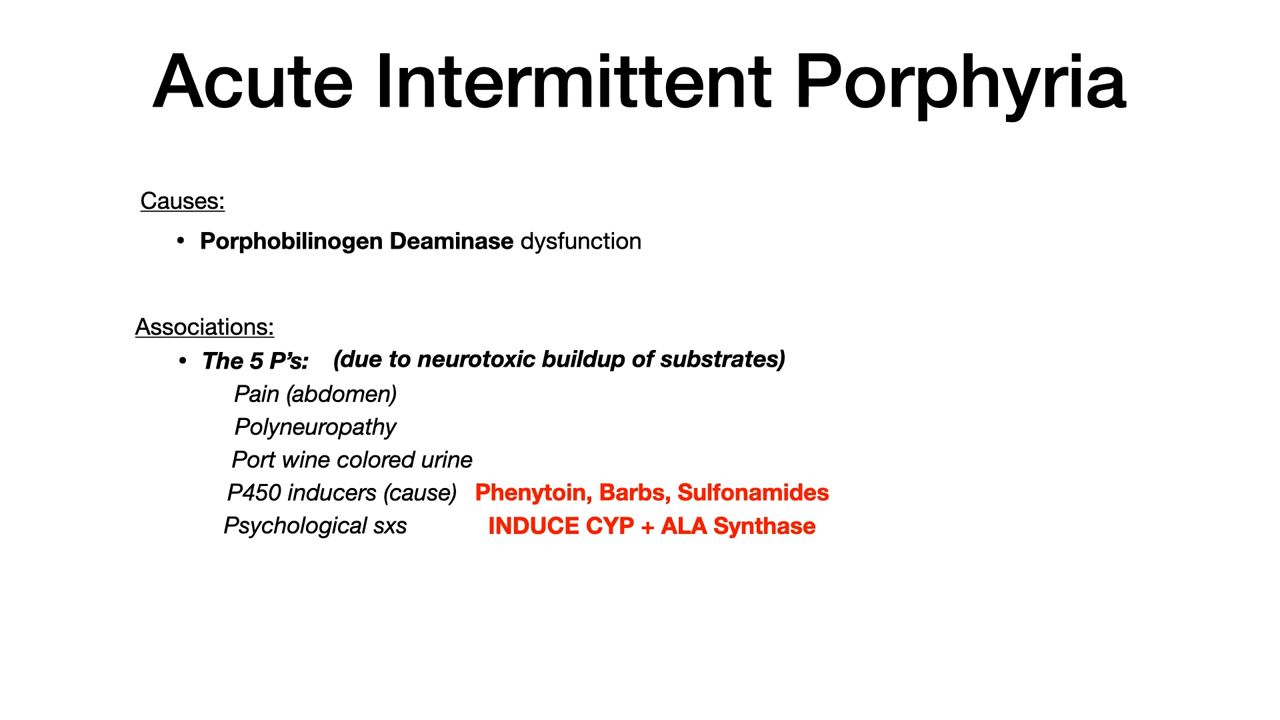 Acute Intermittent Porphyria
Causes:
• Porphobilinogen Deaminase dysfunction
Associations:
• The 5 P’s: (due to neurotoxic buildup of substrates)
Pain (abdomen)
Polyneuropathy
Port wine colored urine
P450 inducers (cause) Phenytoin, Barbs, Sulfonamides
Psychological sxs INDUCE CYP + ALA Synthase